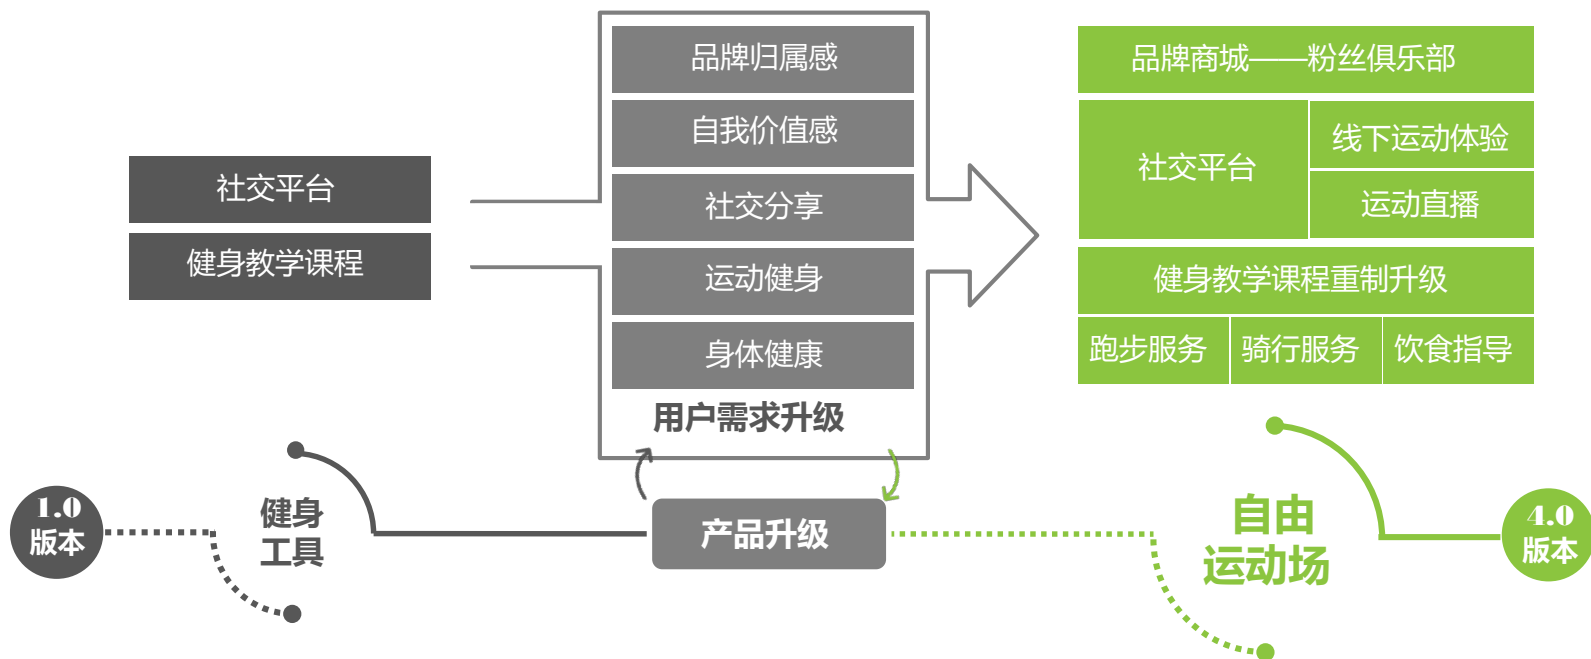 社交平台
健身教学课程
品牌归属感
自我价值感
社交分享
运动健身
身体健康
用户需求升级
品牌商城——粉丝俱乐部
社交平台
线下运动体验
运动直播
健身教学课程重制升级
跑步服务
骑行服务
饮食指导
1.0
版本
健身
工具
产品升级
自由
运动场
4.0
版本